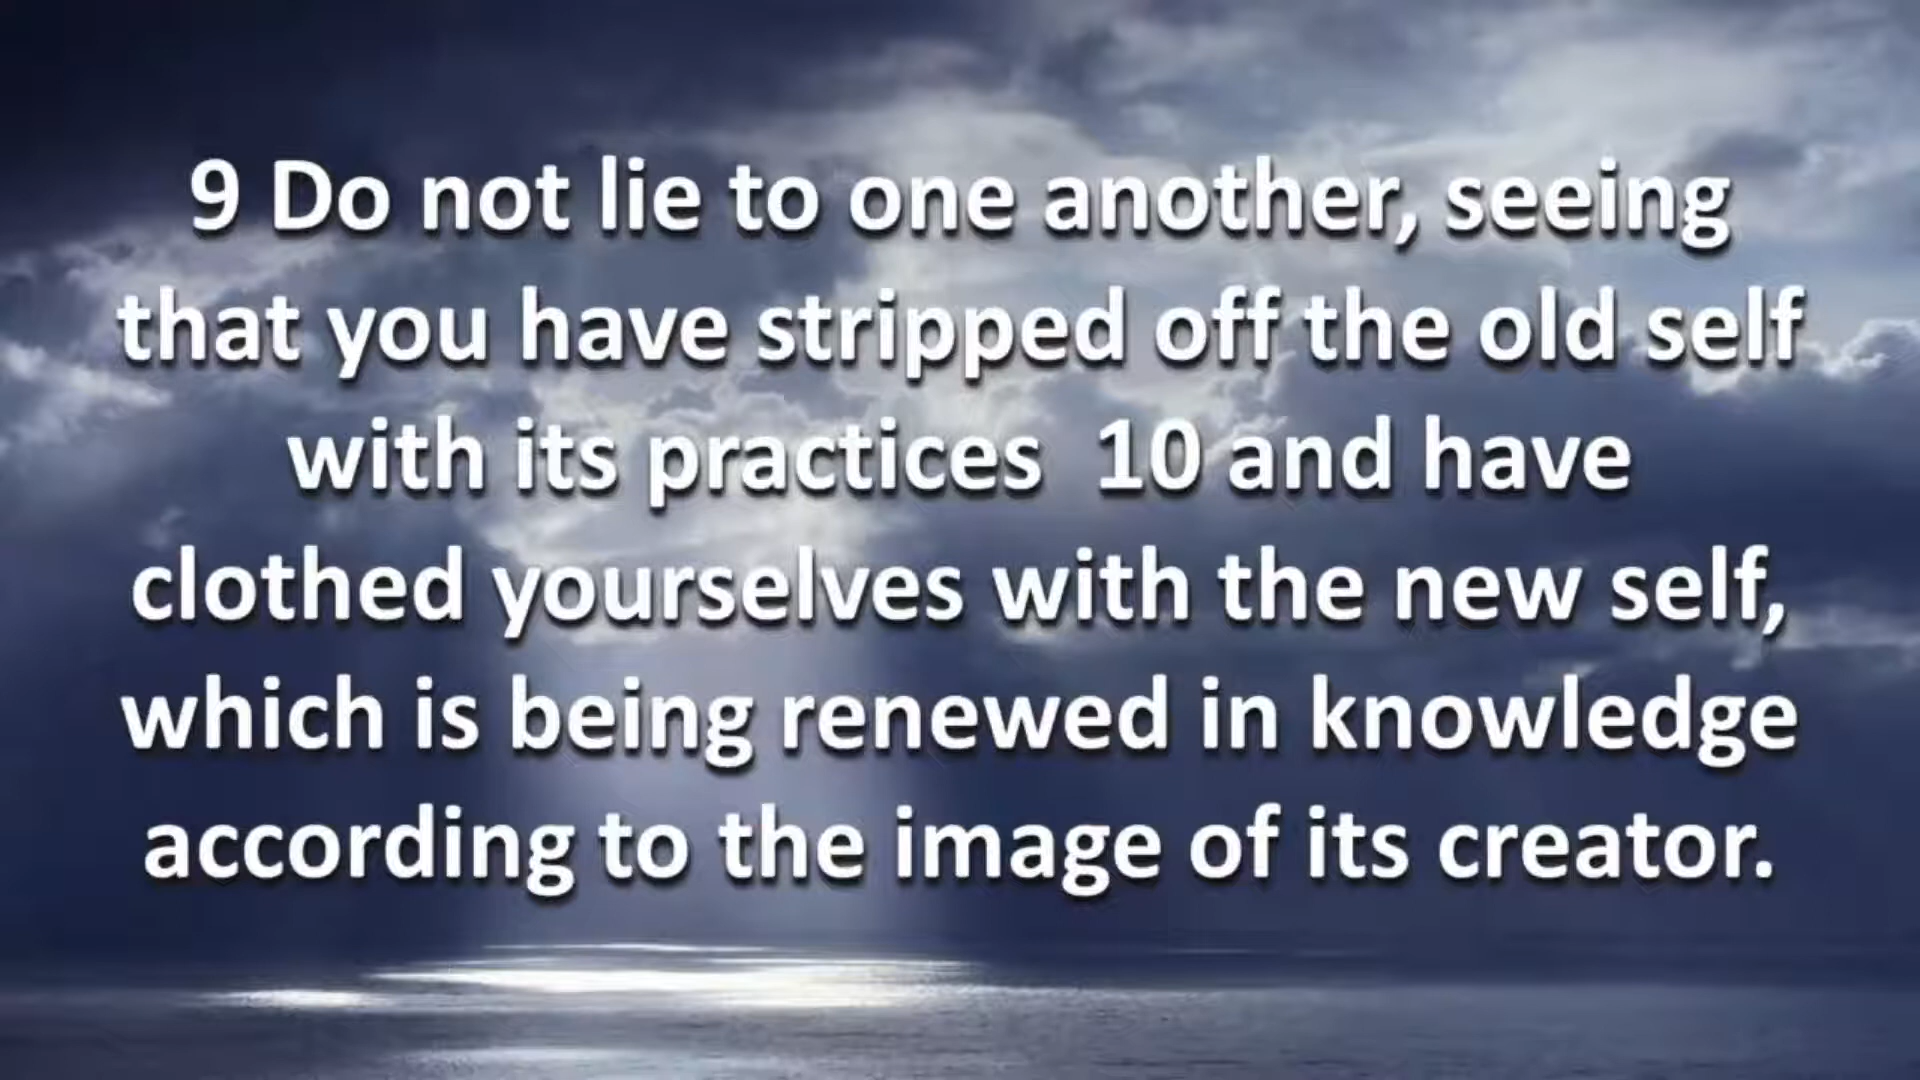 9 Do not lie to one another, seeing
that you have stripped off the old self
with its practices  10 and have
clothed yourselves with the new self,
which is being renewed in knowledge
according to the image of its creator.